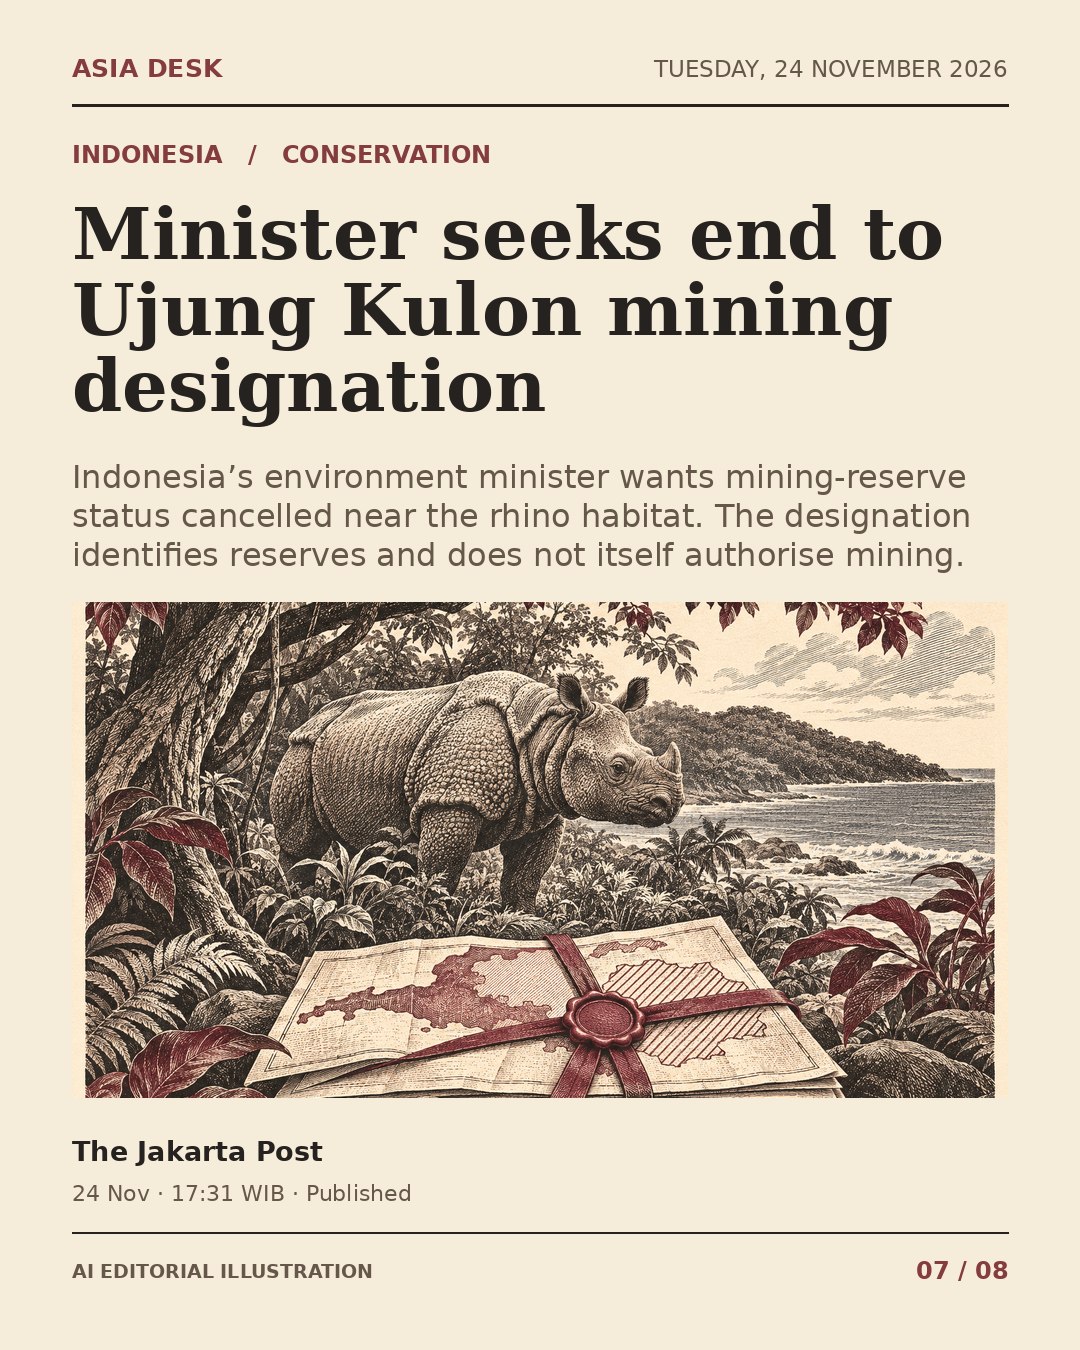 ASIA DESK
TUESDAY, 24 NOVEMBER 2026
INDONESIA / CONSERVATION
Minister seeks end to
Ujung Kulon mining
designation
Indonesia’s environment minister wants mining-reserve
status cancelled near the rhino habitat. The designation
identifies reserves and does not itself authorise mining.
The Jakarta Post
24 Nov · 17:31 WIB · Published
AI EDITORIAL ILLUSTRATION
07 / 08